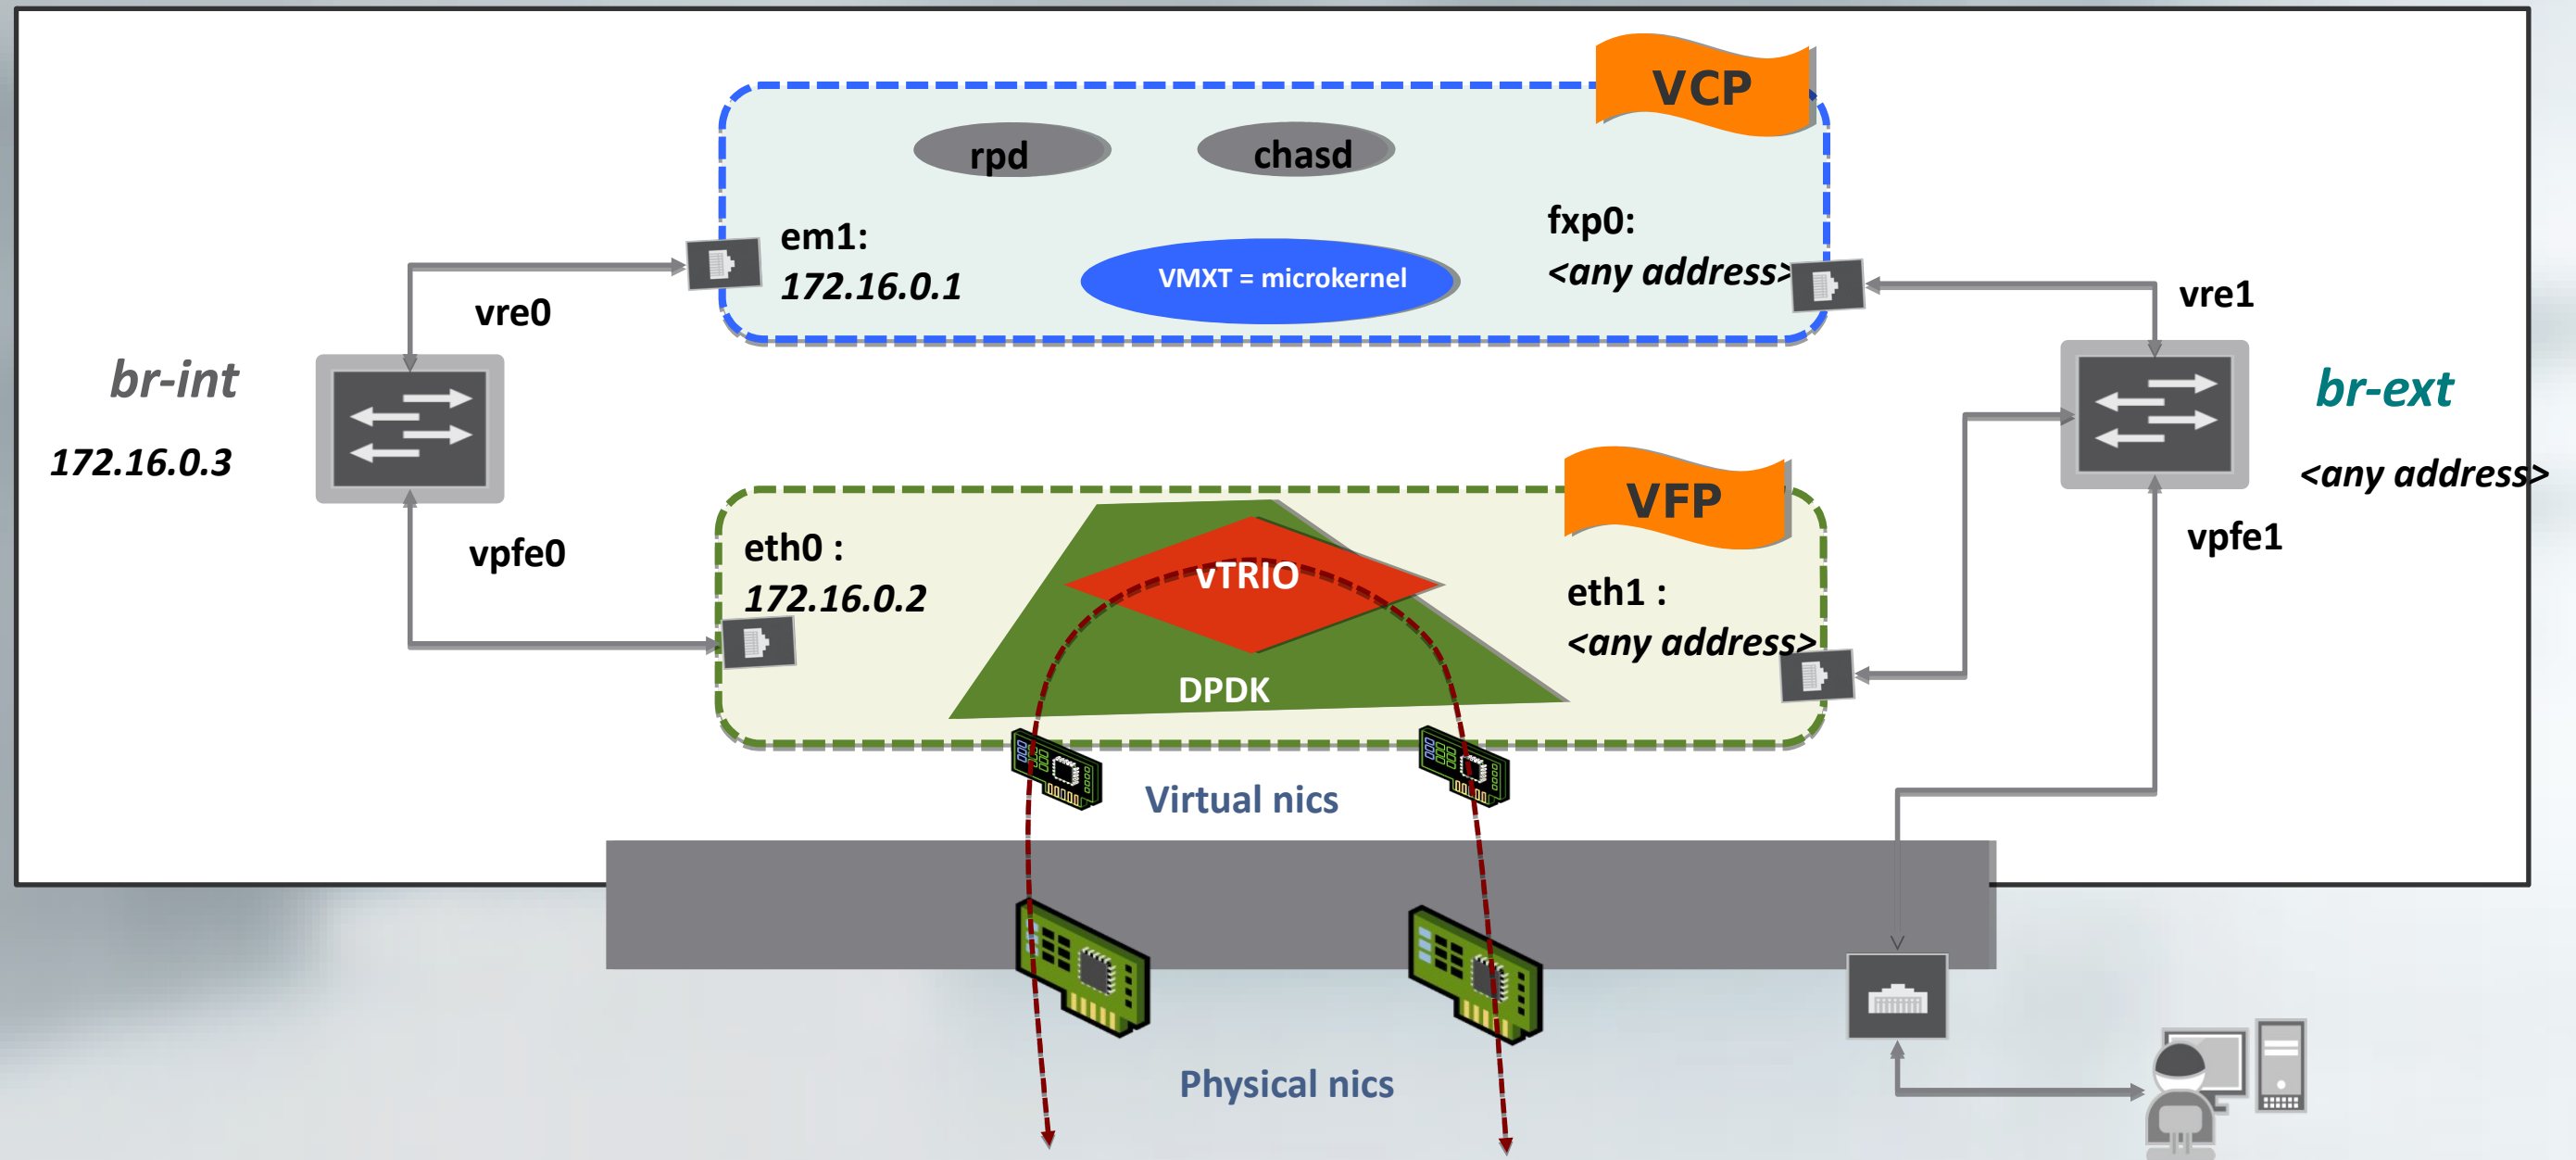 VCP
rpd
chasd
em1:
172.16.0.1
VMXT = microkernel
fxp0:
<any address>
vre0
vre1
br-int
172.16.0.3
br-ext
<any address>
VFP
vpfe0
vpfe1
eth0 :
172.16.0.2
vTRIO
DPDK
eth1 :
<any address>
Virtual nics
Physical nics